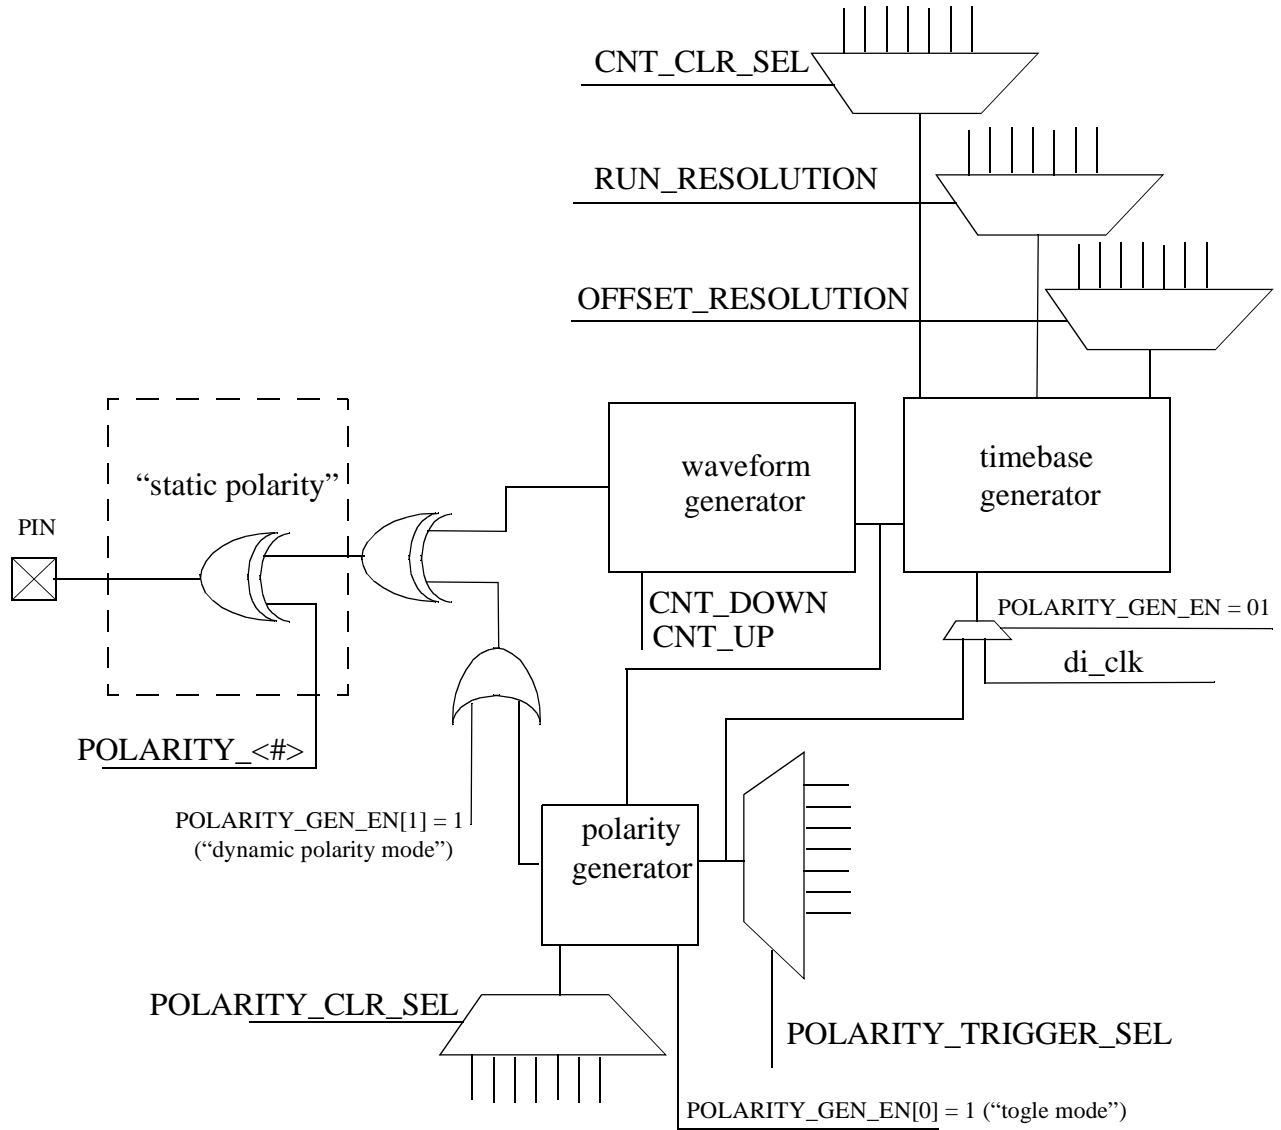 CNT_CLR_SEL
RUN_RESOLUTION
OFFSET_RESOLUTION
waveform
generator
timebase
generator
“static polarity”
PIN
CNT_DOWN
CNT_UP
POLARITY_GEN_EN = 01
di_clk
POLARITY_<#>
POLARITY_GEN_EN[1] = 1
(“dynamic polarity mode”)
polarity
generator
POLARITY_CLR_SEL
POLARITY_TRIGGER_SEL
POLARITY_GEN_EN[0] = 1 (“togle mode”)